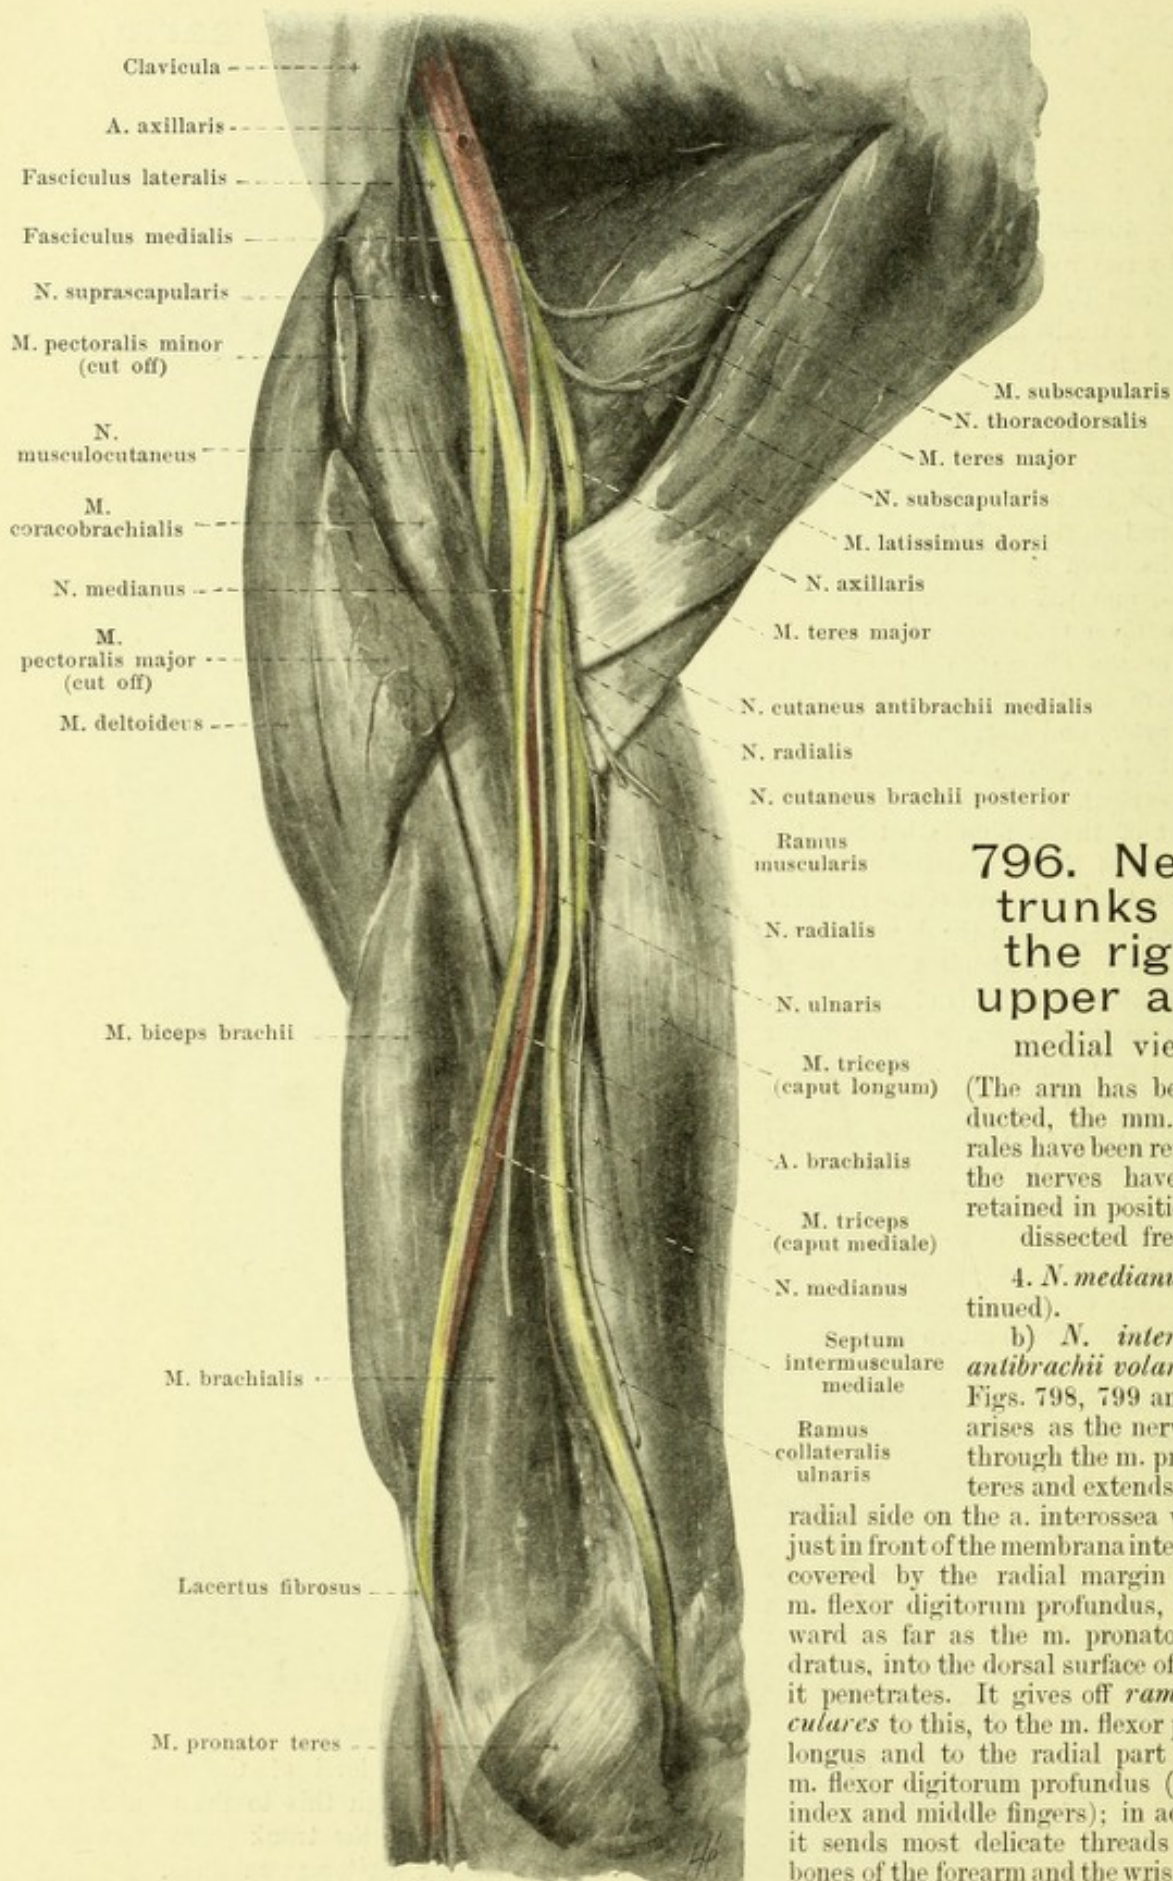 Clavicula
A. axillaris
Fasciculus lateralis
Fasciculus medialis
N. suprascapularis
M. pectoralis minor
(cut off)
N.
musculocutaneus
M.
coracobrachialis
N. medianus
M.
pectoralis major
(cut off)
M. deltoideus
M. biceps brachii
M. brachialis
Lacertus fibrosus
M. pronator teres
M. subscapularis
N. thoracodorsalis
M. teres major
N. subscapularis
M. latissimus dorsi
N. axillaris
M. teres major
N. cutaneus antibrachii medialis
N. radialis
N. cutaneus brachii posterior
Ramus
muscularis
N. radialis
N. ulnaris
M. triceps
(caput longum)
A. brachialis
M. triceps
(caput mediale)
N. medianus
Septum
intermusculare
mediale
Ramus
collateralis
ulnaris
796. Ne
trunks
the rig
upper a
medial vie
(The arm has be
ducted, the mm.
rales have been re
the nerves have
retained in positi
dissected fre
4. N. medianu
tinued).
b) N. inter
antibrachii volar
Figs. 798, 799 an
arises as the ner
through the m. pr
teres and extends
radial side on the a. interossea v
just in front of the membrana inte
covered by the radial margin
m. flexor digitorum profundus,
ward as far as the m. pronato
dratus, into the dorsal surface of
it penetrates. It gives off ram
culares to this, to the m. flexor
longus and to the radial part
m. flexor digitorum profundus (
index and middle fingers); in ad
it sends most delicate threads
bones of the forearm and the wris